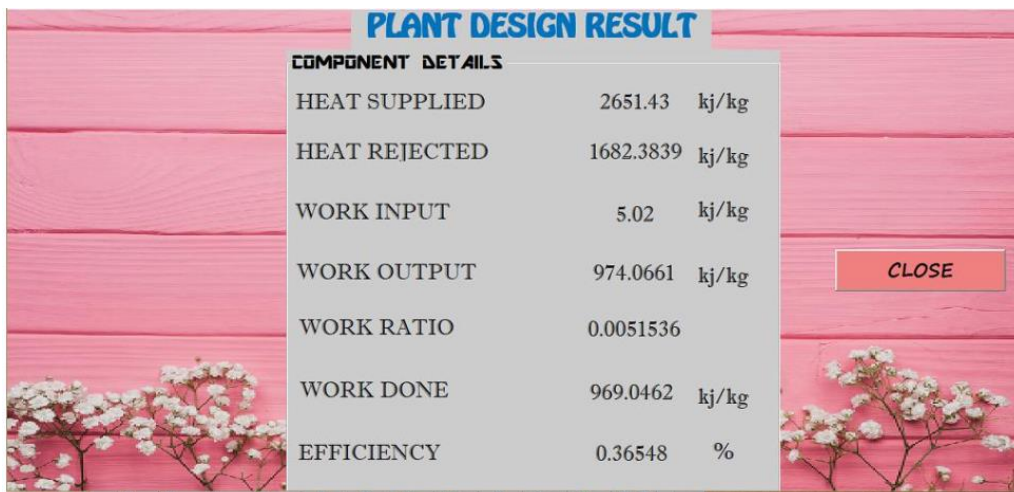 PLANT DESIGN RESULT
COMPONENT DETAILS
HEAT SUPPLIED 2651.43 kj/kg
HEAT REJECTED 1682.3839 kj/kg
WORK INPUT 5.02 kj/kg
WORK OUTPUT 974.0661 kj/kg
CLOSE
WORK RATIO 0.0051536
WORK DONE 969.0462 kj/kg
EFFICIENCY 0.36548 %